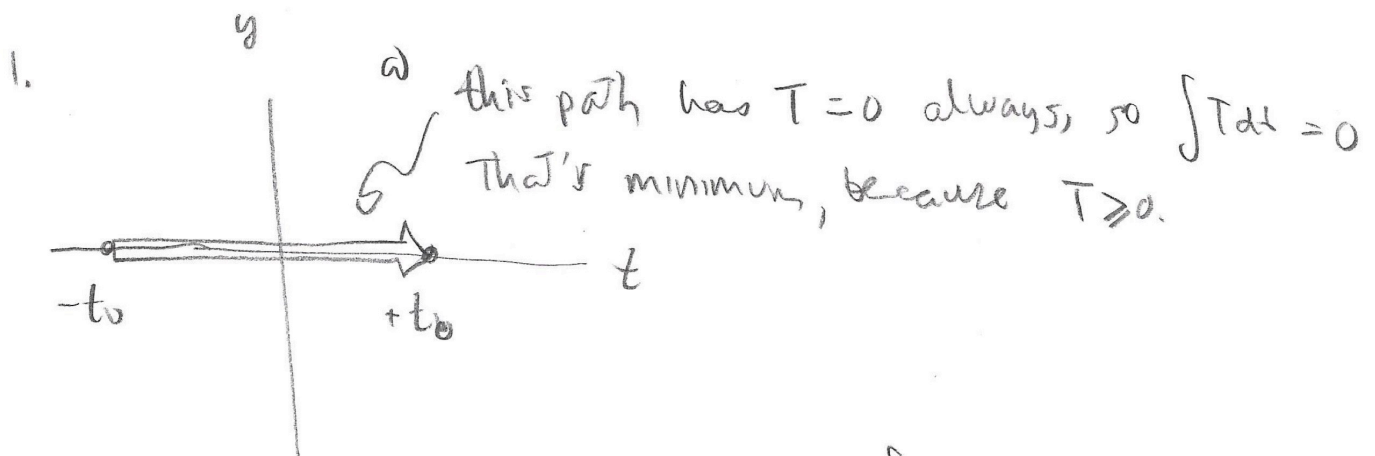 y
1.
a) this path has T = 0 always, so ∫T dt = 0
That's minimum, because T ≥ 0.
t
-t₀
+t₀